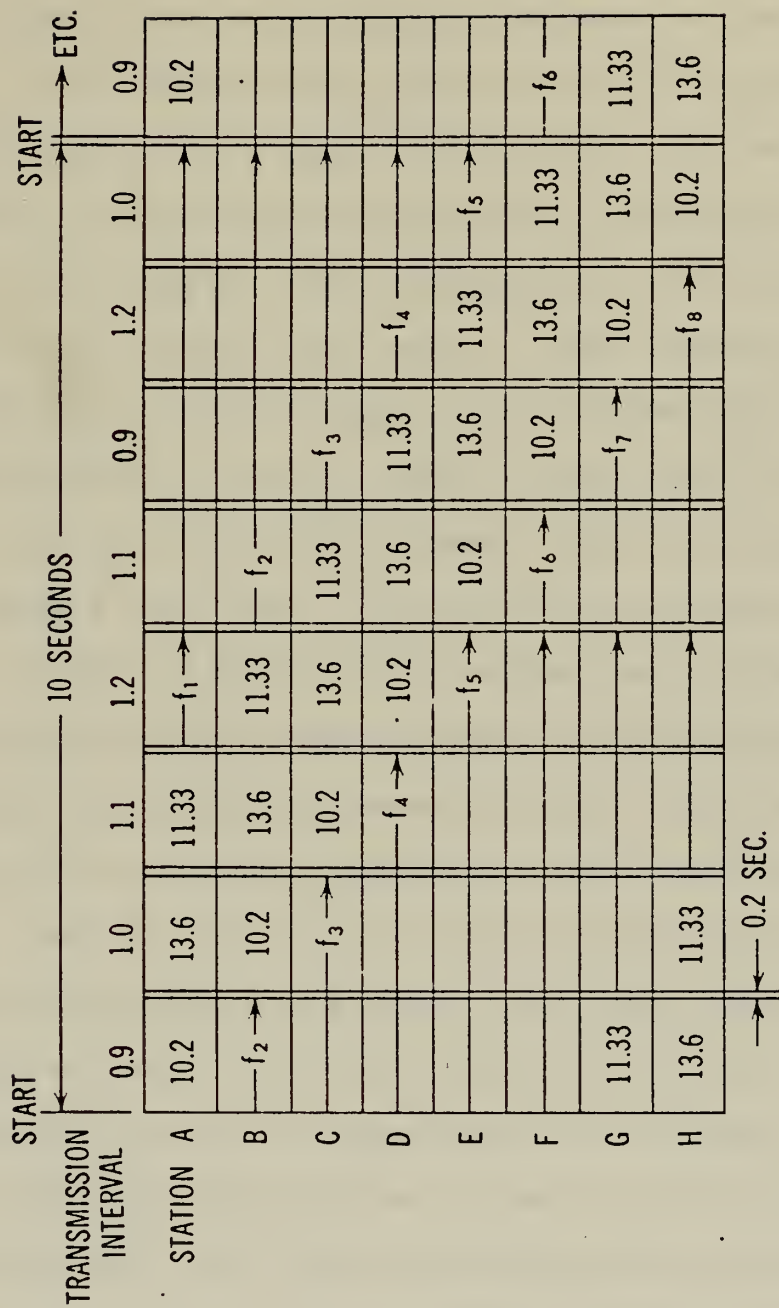 START START ETC.
10 SECONDS
TRANSMISSION
INTERVAL 0.9 1.0 1.1 1.2 1.1 0.9 1.2 1.0 0.9
STATION A 10.2 13.6 11.33 f1 10.2
B f2 10.2 13.6 11.33 f2
C f3 10.2 13.6 11.33 f3
D f4 10.2 13.6 11.33 f4
E f5 10.2 13.6 11.33 f5
F f6 10.2 13.6 11.33 f6
G 11.33 f7 10.2 13.6 11.33
H 13.6 11.33 f8 10.2 13.6
0.2 SEC.